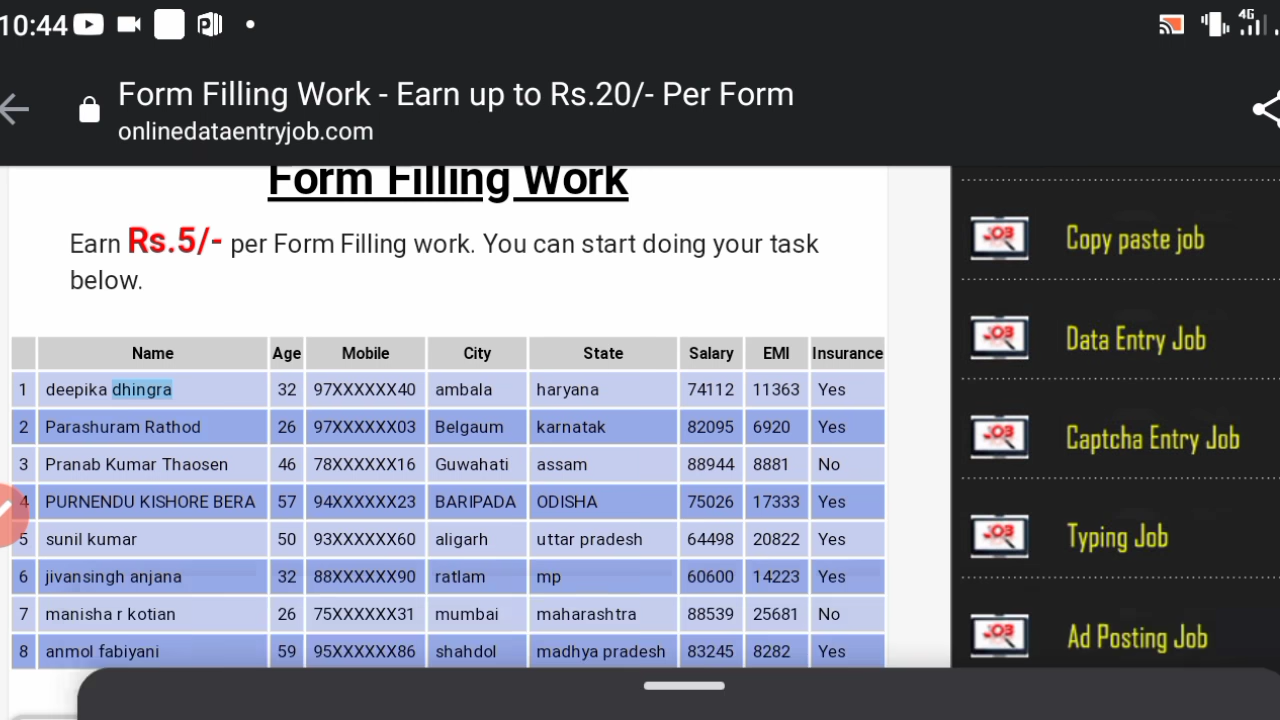 10:44
4G
Form Filling Work - Earn up to Rs.20/- Per Form
onlinedataentryjob.com
Form Filling Work
Earn Rs.5/- per Form Filling work. You can start doing your task
below.
Name Age Mobile City State Salary EMI Insurance
1 deepika dhingra 32 97XXXXXX40 ambala haryana 74112 11363 Yes
2 Parashuram Rathod 26 97XXXXXX03 Belgaum karnatak 82095 6920 Yes
3 Pranab Kumar Thaosen 46 78XXXXXX16 Guwahati assam 88944 8881 No
4 PURNENDU KISHORE BERA 57 94XXXXXX23 BARIPADA ODISHA 75026 17333 Yes
5 sunil kumar 50 93XXXXXX60 aligarh uttar pradesh 64498 20822 Yes
6 jivansingh anjana 32 88XXXXXX90 ratlam mp 60600 14223 Yes
7 manisha r kotian 26 75XXXXXX31 mumbai maharashtra 88539 25681 No
8 anmol fabiyani 59 95XXXXXX86 shahdol madhya pradesh 83245 8282 Yes
JOB Copy paste job
JOB Data Entry Job
JOB Captcha Entry Job
JOB Typing Job
JOB Ad Posting Job